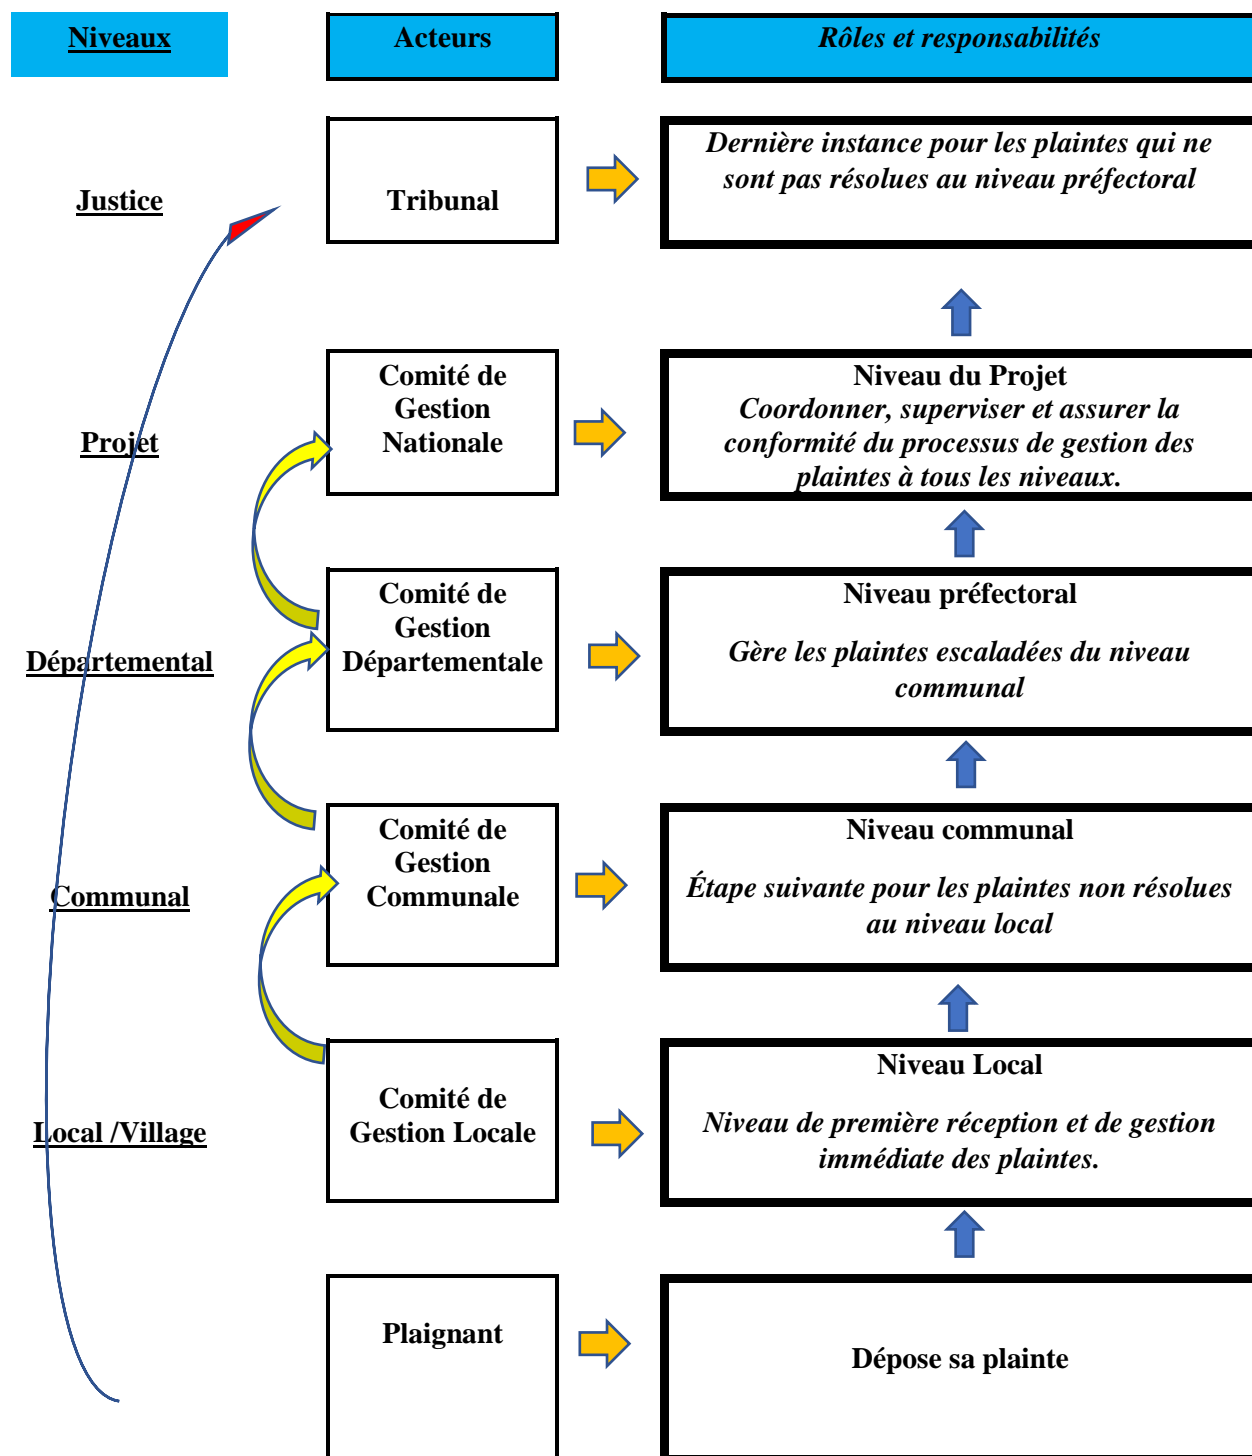 Niveaux
Acteurs
Rôles et responsabilités
Justice
Tribunal
Dernière instance pour les plaintes qui ne
sont pas résolues au niveau préfectoral
Projet
Comité de
Gestion
Nationale
Niveau du Projet
Coordonner, superviser et assurer la
conformité du processus de gestion des
plaintes à tous les niveaux.
Départemental
Comité de
Gestion
Départementale
Niveau préfectoral
Gère les plaintes escaladées du niveau
communal
Communal
Comité de
Gestion
Communale
Niveau communal
Étape suivante pour les plaintes non résolues
au niveau local
Local /Village
Comité de
Gestion Locale
Niveau Local
Niveau de première réception et de gestion
immédiate des plaintes.
Plaignant
Dépose sa plainte